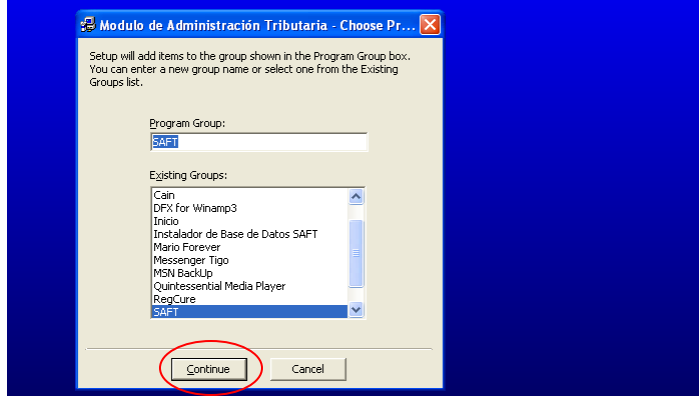 Modulo de Administración Tributaria - Choose Pr...
Setup will add items to the group shown in the Program Group box.
You can enter a new group name or select one from the Existing
Groups list.
Program Group:
SAFT
Existing Groups:
Cain
DFX for Winamp3
Inicio
Instalador de Base de Datos SAFT
Mario Forever
Messenger Tigo
MSN BackUp
Quintessential Media Player
RegCure
SAFT
Continue
Cancel